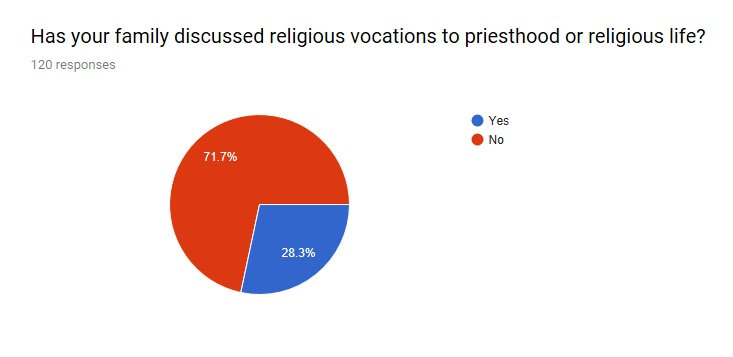 Has your family discussed religious vocations to priesthood or religious life?
120 responses
Yes
No
71.7%
28.3%